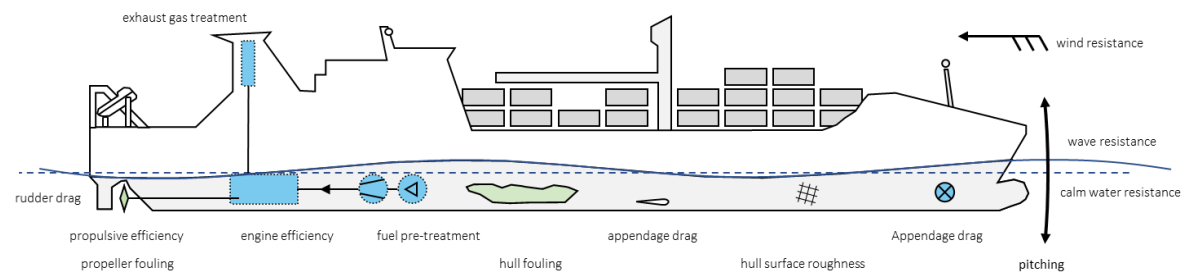 exhaust gas treatment
wind resistance
wave resistance
calm water resistance
rudder drag
propulsive efficiency
engine efficiency
fuel pre-treatment
appendage drag
Appendage drag
propeller fouling
hull fouling
hull surface roughness
pitching